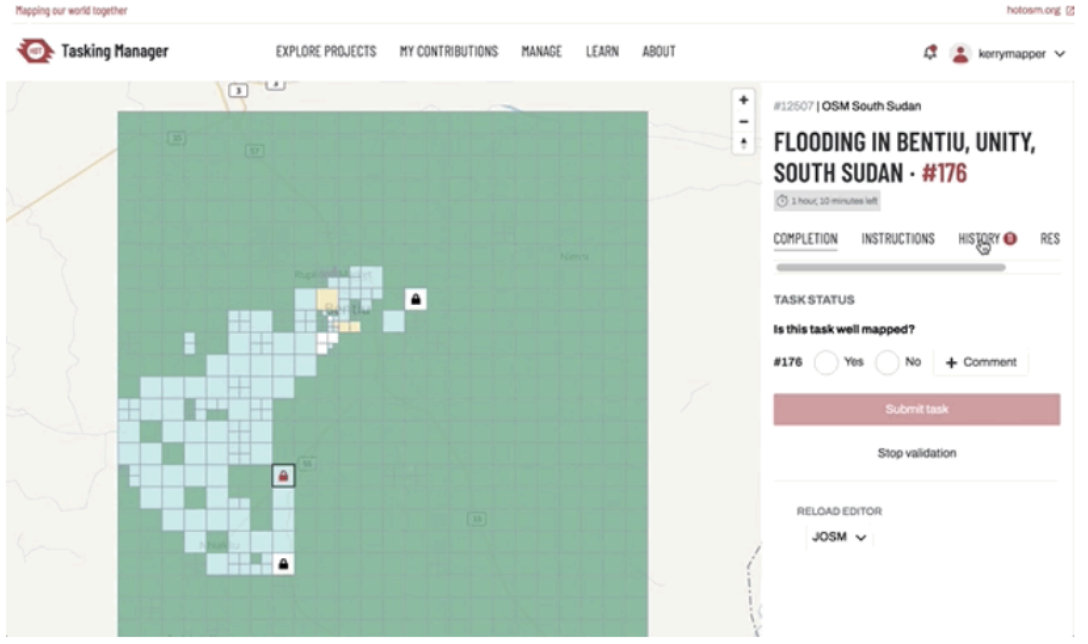 Mapping our world together
hotosm.org
HOT
Tasking Manager
EXPLORE PROJECTS
MY CONTRIBUTIONS
MANAGE
LEARN
ABOUT
kerrymapper
#12507 | OSM South Sudan
FLOODING IN BENTIU, UNITY,
SOUTH SUDAN · #176
1 hour, 10 minutes left
COMPLETION
INSTRUCTIONS
HISTORY
RES
TASK STATUS
Is this task well mapped?
#176
Yes
No
+ Comment
Submit task
Stop validation
RELOAD EDITOR
JOSM
3
Bentiu